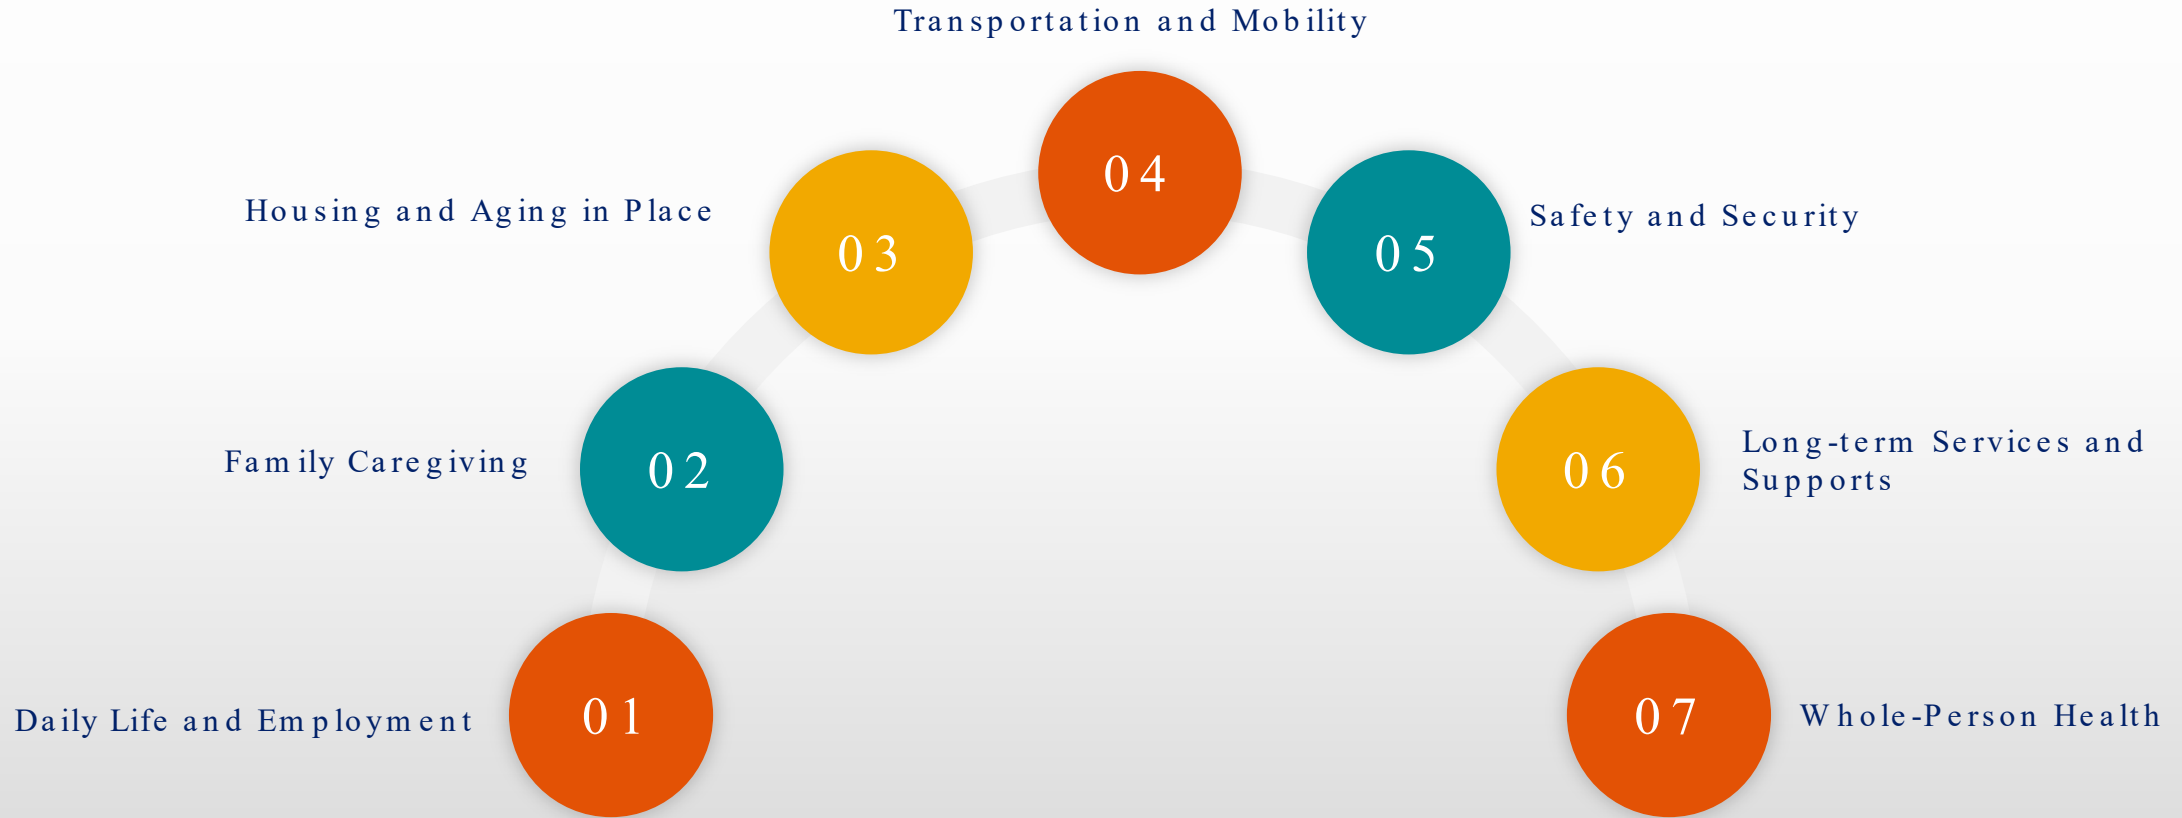 Transportation and Mobility
04
03
05
Housing and Aging in Place
Safety and Security
02
06
Family Caregiving
Long-term Services and
Supports
01
07
Daily Life and Employment
Whole-Person Health